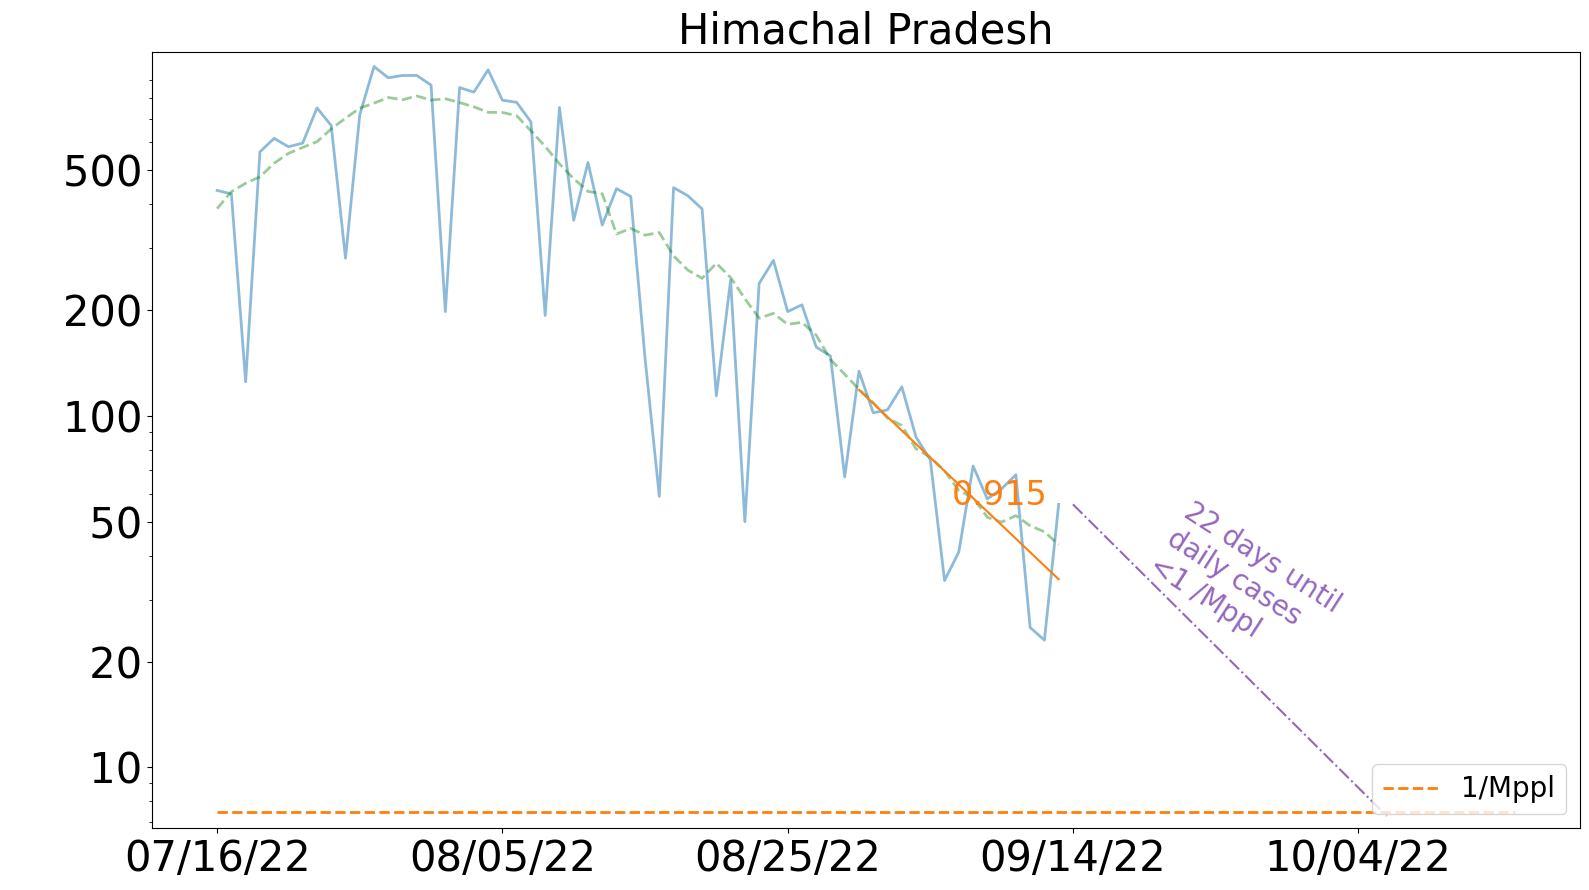 Himachal Pradesh
500
200
100
50
20
10
0.915
22 days until
daily cases
<1 /Mppl
1/Mppl
07/16/22
08/05/22
08/25/22
09/14/22
10/04/22